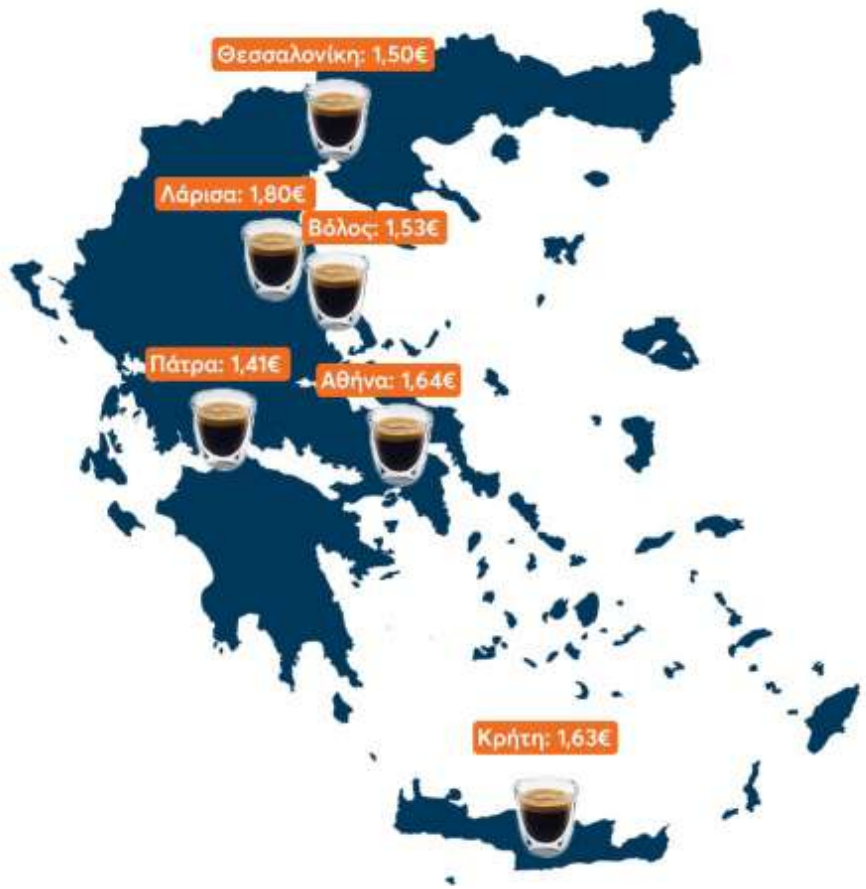 Θεσσαλονίκη: 1,50€
Λάρισα: 1,80€
Βόλος: 1,53€
Πάτρα: 1,41€
Αθήνα: 1,64€
Κρήτη: 1,63€